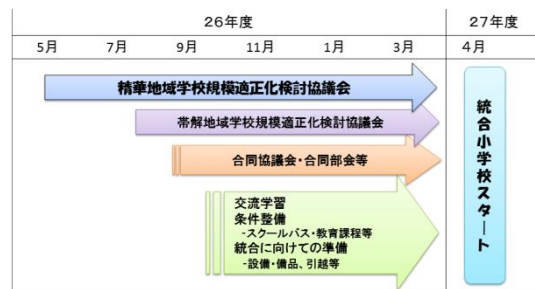 26年度
27年度
5月 7月 9月 11月 1月 3月 4月
精華地域学校規模適正化検討協議会
帯解地域学校規模適正化検討協議会
合同協議会・合同部会等
交流学習
条件整備
-スクールバス・教育課程等
統合に向けての準備
-設備・備品、引越等
統合小学校スタート